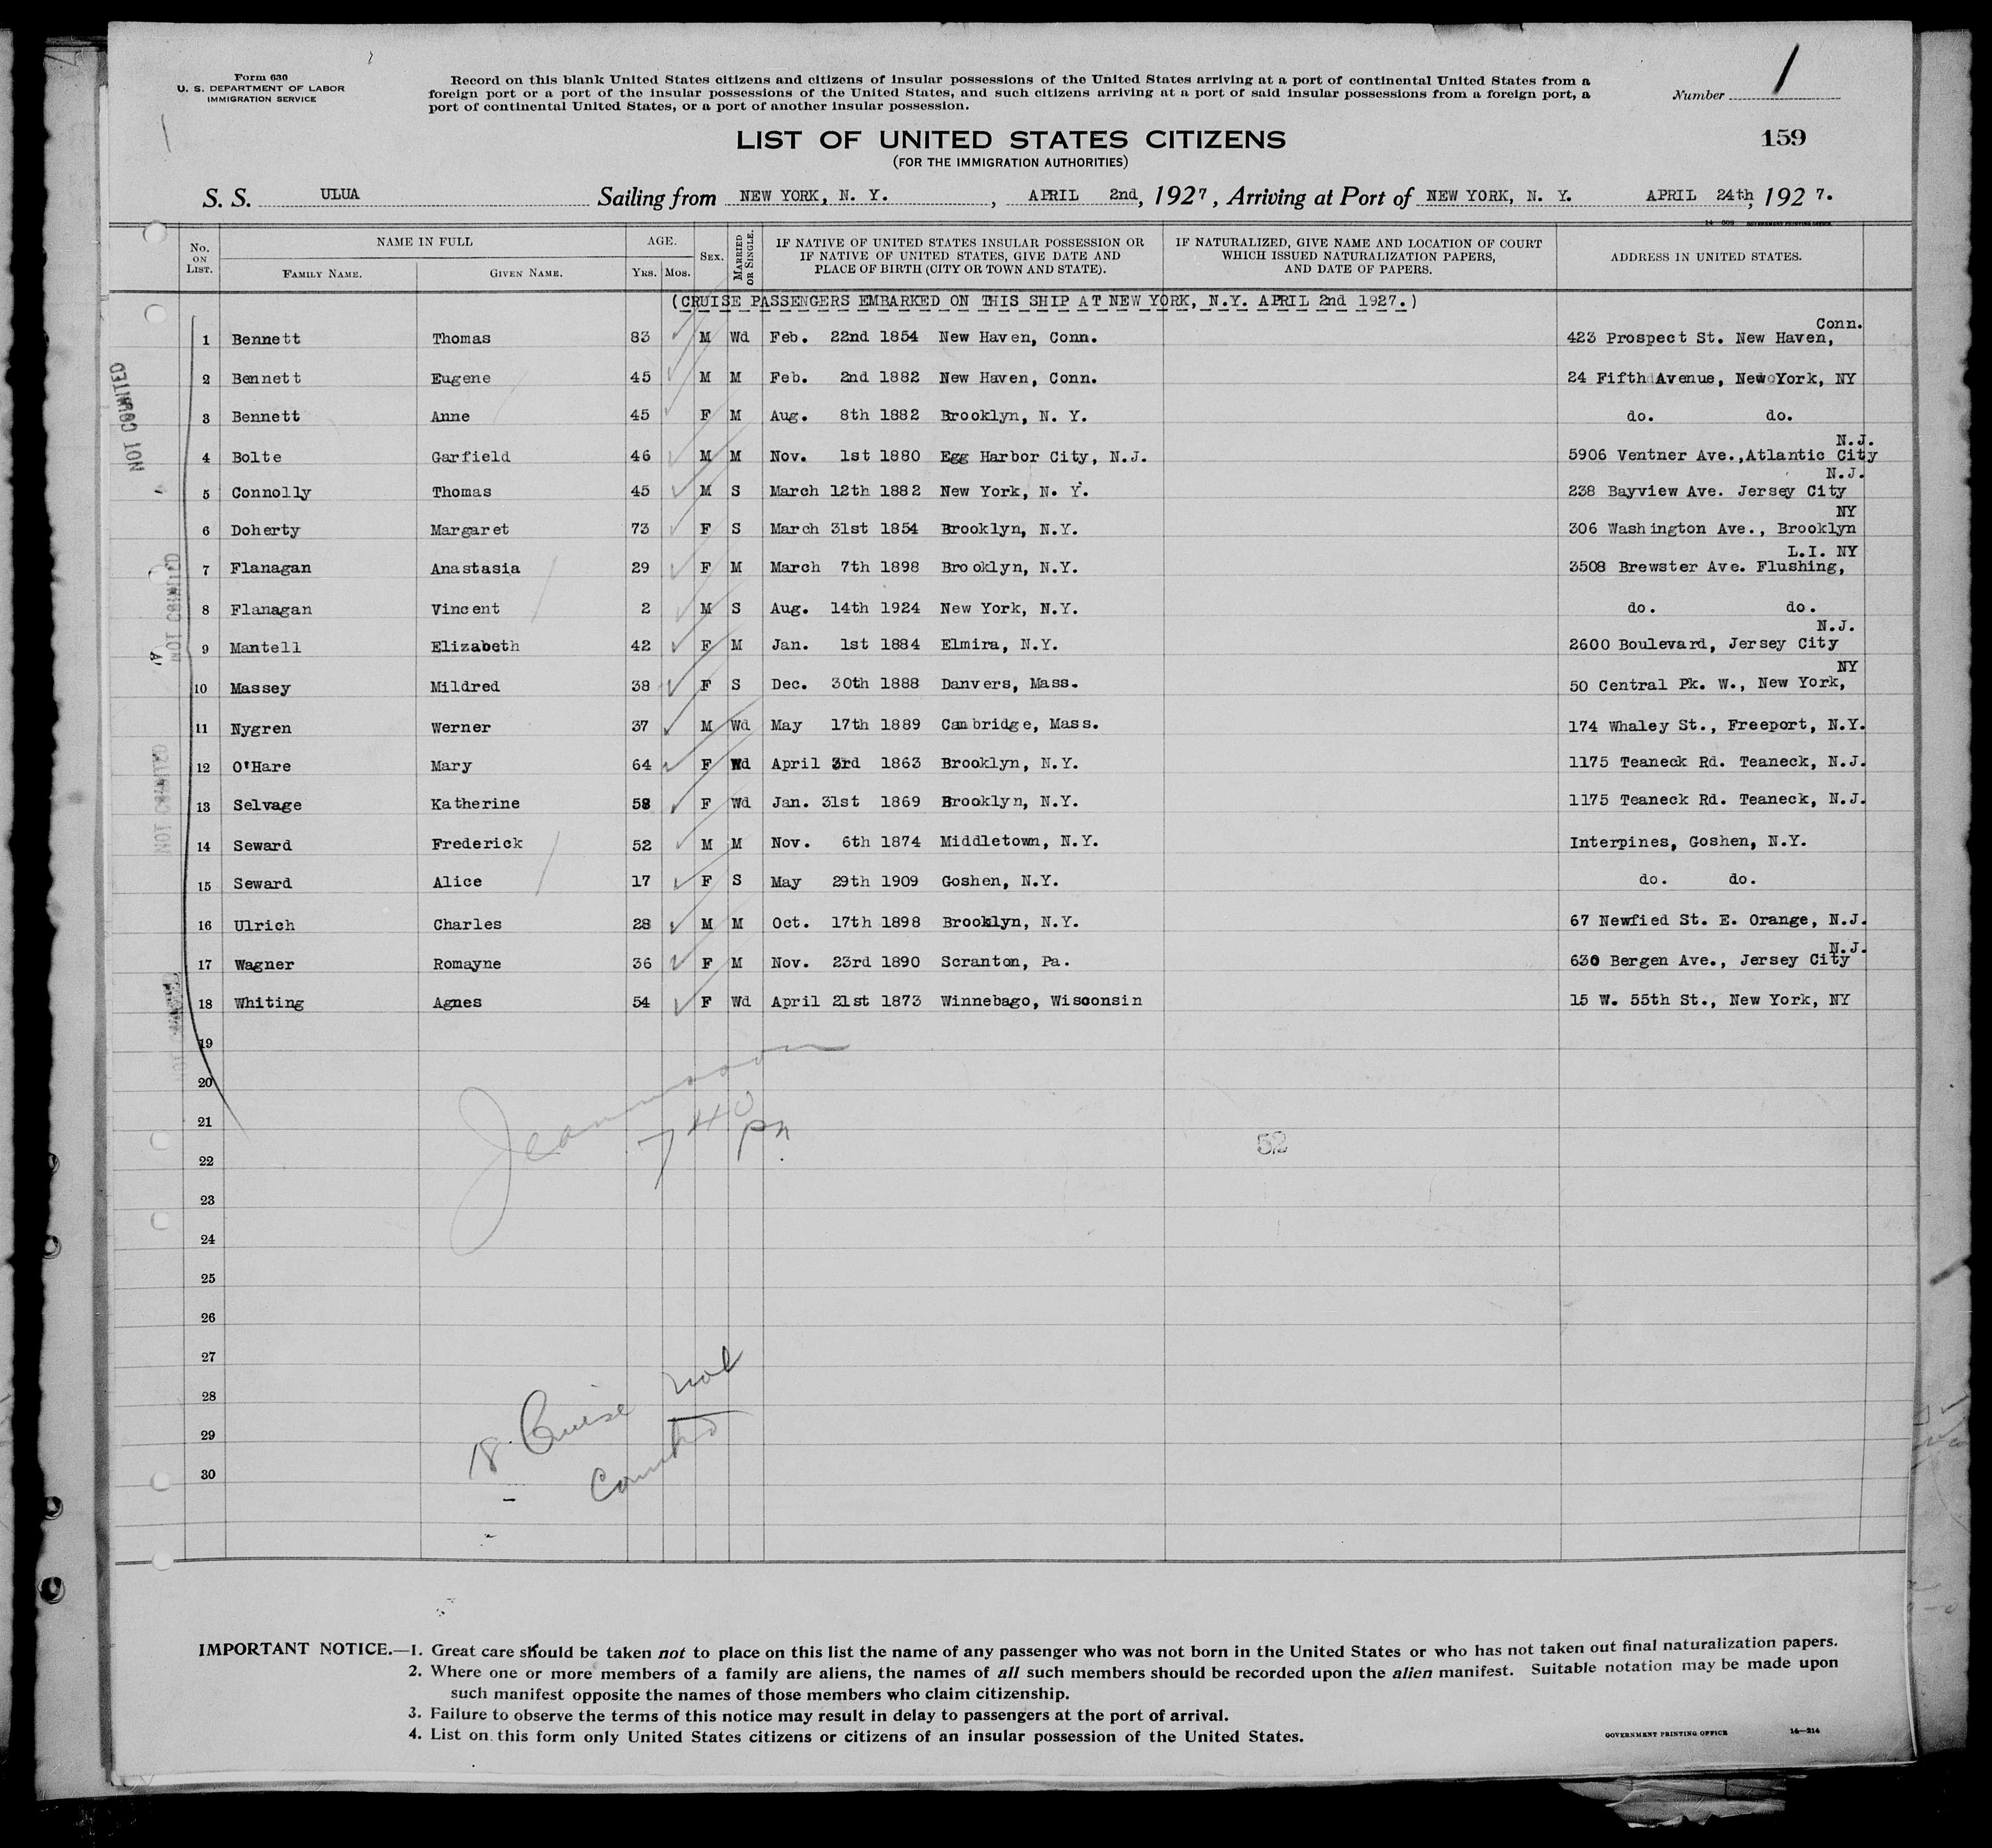 Form 630
U. S. DEPARTMENT OF LABOR
IMMIGRATION SERVICE
Record on this blank United States citizens and citizens of insular possessions of the United States arriving at a port of continental United States from a
foreign port or a port of the insular possessions of the United States, and such citizens arriving at a port of said insular possessions from a foreign port, a
port of continental United States, or a port of another insular possession.
Number 1
LIST OF UNITED STATES CITIZENS
159
(FOR THE IMMIGRATION AUTHORITIES)
S. S. ULUA Sailing from NEW YORK, N. Y. , APRIL 2nd, 1927, Arriving at Port of NEW YORK, N. Y. APRIL 24th, 1927.
No. ON LIST. NAME IN FULL AGE. SEX. MARRIED OR SINGLE. IF NATIVE OF UNITED STATES INSULAR POSSESSION OR IF NATIVE OF UNITED STATES, GIVE DATE AND PLACE OF BIRTH (CITY OR TOWN AND STATE). IF NATURALIZED, GIVE NAME AND LOCATION OF COURT WHICH ISSUED NATURALIZATION PAPERS, AND DATE OF PAPERS. ADDRESS IN UNITED STATES.
FAMILY NAME. GIVEN NAME. YRS. MOS.
(CRUISE PASSENGERS EMBARKED ON THIS SHIP AT NEW YORK, N.Y. APRIL 2nd 1927.)
1 Bennett Thomas 83 M Wd Feb. 22nd 1854 New Haven, Conn. 423 Prospect St. New Haven, Conn.
2 Bennett Eugene 45 M M Feb. 2nd 1882 New Haven, Conn. 24 Fifth Avenue, New York, NY
3 Bennett Anne 45 F M Aug. 8th 1882 Brooklyn, N. Y. do. do.
4 Bolte Garfield 46 M M Nov. 1st 1880 Egg Harbor City, N.J. 5906 Ventner Ave.,Atlantic City N.J.
5 Connolly Thomas 45 M S March 12th 1882 New York, N. Y. 238 Bayview Ave. Jersey City N.J.
6 Doherty Margaret 73 F S March 31st 1854 Brooklyn, N.Y. 306 Washington Ave., Brooklyn NY
7 Flanagan Anastasia 29 F M March 7th 1898 Brooklyn, N.Y. 3508 Brewster Ave. Flushing, L.I. NY
8 Flanagan Vincent 2 M S Aug. 14th 1924 New York, N.Y. do. do.
9 Mantell Elizabeth 42 F M Jan. 1st 1884 Elmira, N.Y. 2600 Boulevard, Jersey City N.J.
10 Massey Mildred 38 F S Dec. 30th 1888 Danvers, Mass. 50 Central Pk. W., New York, NY
11 Nygren Werner 37 M Wd May 17th 1889 Cambridge, Mass. 174 Whaley St., Freeport, N.Y.
12 O'Hare Mary 64 F Wd April 3rd 1863 Brooklyn, N.Y. 1175 Teaneck Rd. Teaneck, N.J.
13 Selvage Katherine 58 F Wd Jan. 31st 1869 Brooklyn, N.Y. 1175 Teaneck Rd. Teaneck, N.J.
14 Seward Frederick 52 M M Nov. 6th 1874 Middletown, N.Y. Interpines, Goshen, N.Y.
15 Seward Alice 17 F S May 29th 1909 Goshen, N.Y. do. do.
16 Ulrich Charles 28 M M Oct. 17th 1898 Brooklyn, N.Y. 67 Newfied St. E. Orange, N.J.
17 Wagner Romayne 36 F M Nov. 23rd 1890 Scranton, Pa. 630 Bergen Ave., Jersey City N.J.
18 Whiting Agnes 54 F Wd April 21st 1873 Winnebago, Wisconsin 15 W. 55th St., New York, NY
NOT COUNTED
NOT COUNTED
NOT COUNTED
19
20
21
7 40 Pm
52
22
23
24
25
26
27
28
29
30
18 Cruise not
Counted
IMPORTANT NOTICE.—1. Great care should be taken not to place on this list the name of any passenger who was not born in the United States or who has not taken out final naturalization papers.
2. Where one or more members of a family are aliens, the names of all such members should be recorded upon the alien manifest. Suitable notation may be made upon
such manifest opposite the names of those members who claim citizenship.
3. Failure to observe the terms of this notice may result in delay to passengers at the port of arrival.
4. List on this form only United States citizens or citizens of an insular possession of the United States.
GOVERNMENT PRINTING OFFICE 14—214